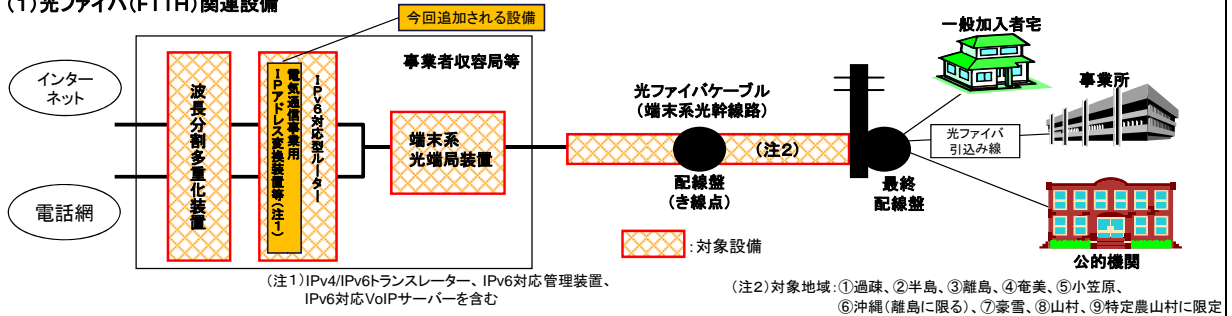 (1)光ファイバ(FTTH)関連設備
今回追加される設備
事業者収容局等
インター
ネット
電話網
波長分割多重化装置
IPv6対応型ルーター
電気通信事業用
IPアドレス変換装置等(注1)
端末系
光端局装置
光ファイバケーブル
(端末系光幹線路)
(注2)
配線盤
(き線点)
最終
配線盤
一般加入者宅
事業所
光ファイバ
引込み線
公的機関
:対象設備
(注1)IPv4/IPv6トランスレーター、IPv6対応管理装置、
IPv6対応VoIPサーバーを含む
(注2)対象地域:①過疎、②半島、③離島、④奄美、⑤小笠原、
⑥沖縄(離島に限る)、⑦豪雪、⑧山村、⑨特定農山村に限定